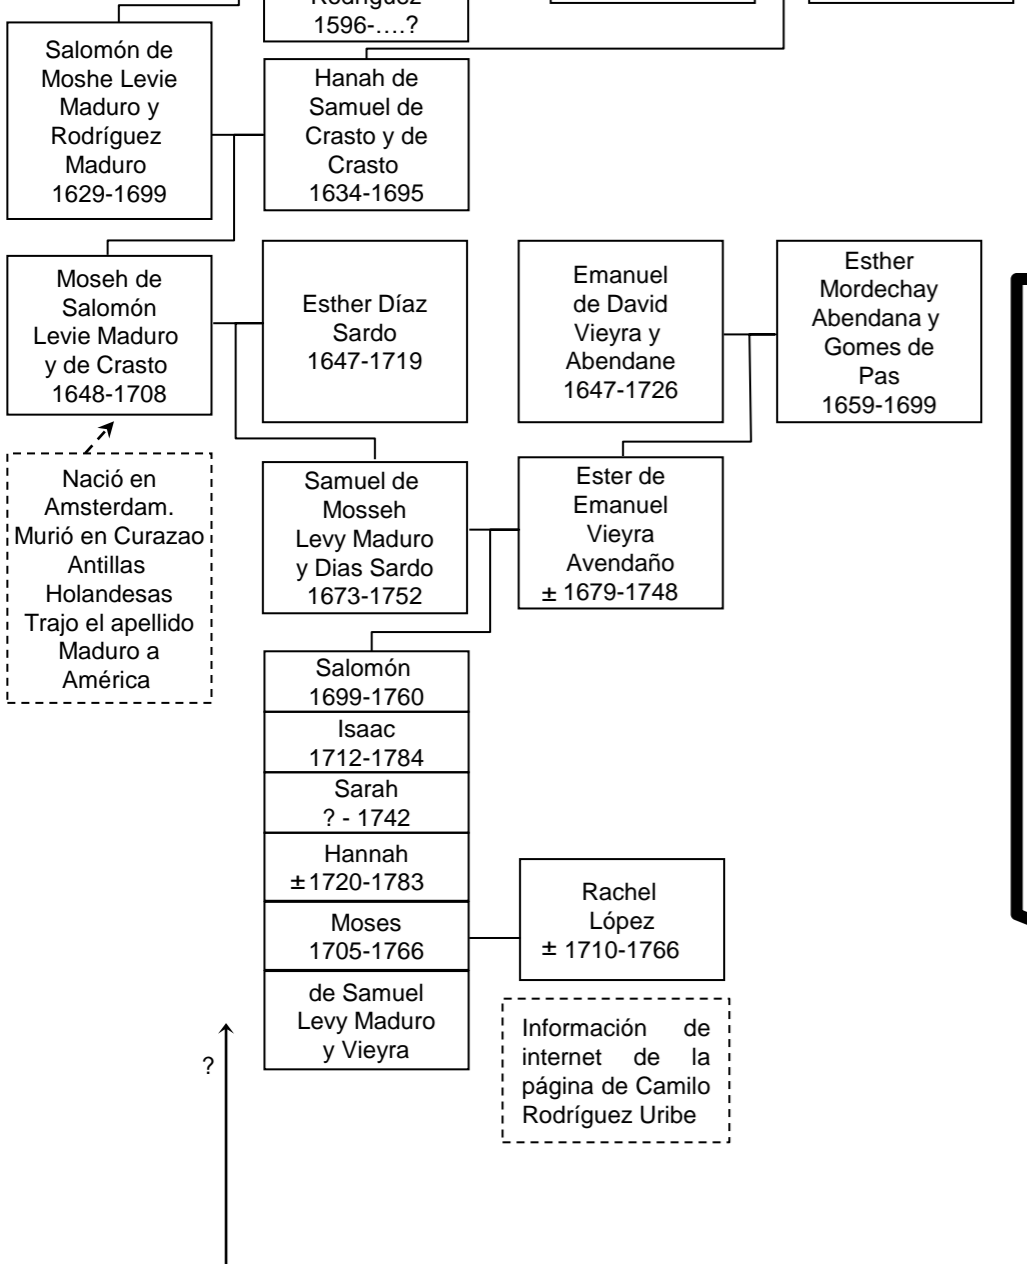 Rodríguez
1596-….?
Salomón de
Moshe Levie
Maduro y
Rodríguez
Maduro
1629-1699
Hanah de
Samuel de
Crasto y de
Crasto
1634-1695
Moseh de
Salomón
Levie Maduro
y de Crasto
1648-1708
Esther Díaz
Sardo
1647-1719
Emanuel
de David
Vieyra y
Abendane
1647-1726
Esther
Mordechay
Abendana y
Gomes de
Pas
1659-1699
Nació en
Amsterdam.
Murió en Curazao
Antillas
Holandesas
Trajo el apellido
Maduro a
América
Samuel de
Mosseh
Levy Maduro
y Dias Sardo
1673-1752
Ester de
Emanuel
Vieyra
Avendaño
± 1679-1748
Salomón
1699-1760
Isaac
1712-1784
Sarah
? - 1742
Hannah
±1720-1783
Moses
1705-1766
de Samuel
Levy Maduro
y Vieyra
Rachel
López
± 1710-1766
Información de
internet de la
página de Camilo
Rodríguez Uribe
?